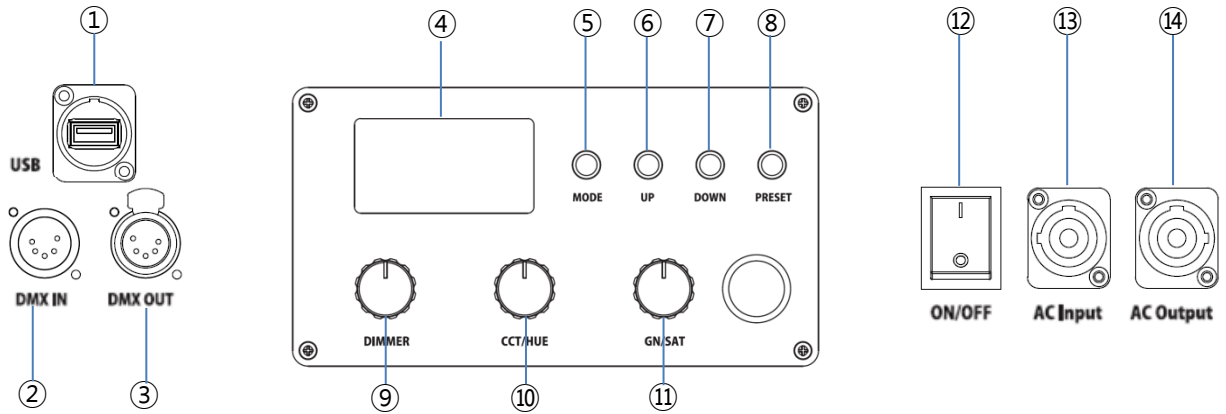 ① ④ ⑤ ⑥ ⑦ ⑧ ⑫ ⑬ ⑭
USB
MODE UP DOWN PRESET
DMX IN DMX OUT
ON/OFF AC Input AC Output
DIMMER CCT/HUE GN/SAT
② ③ ⑨ ⑩ ⑪